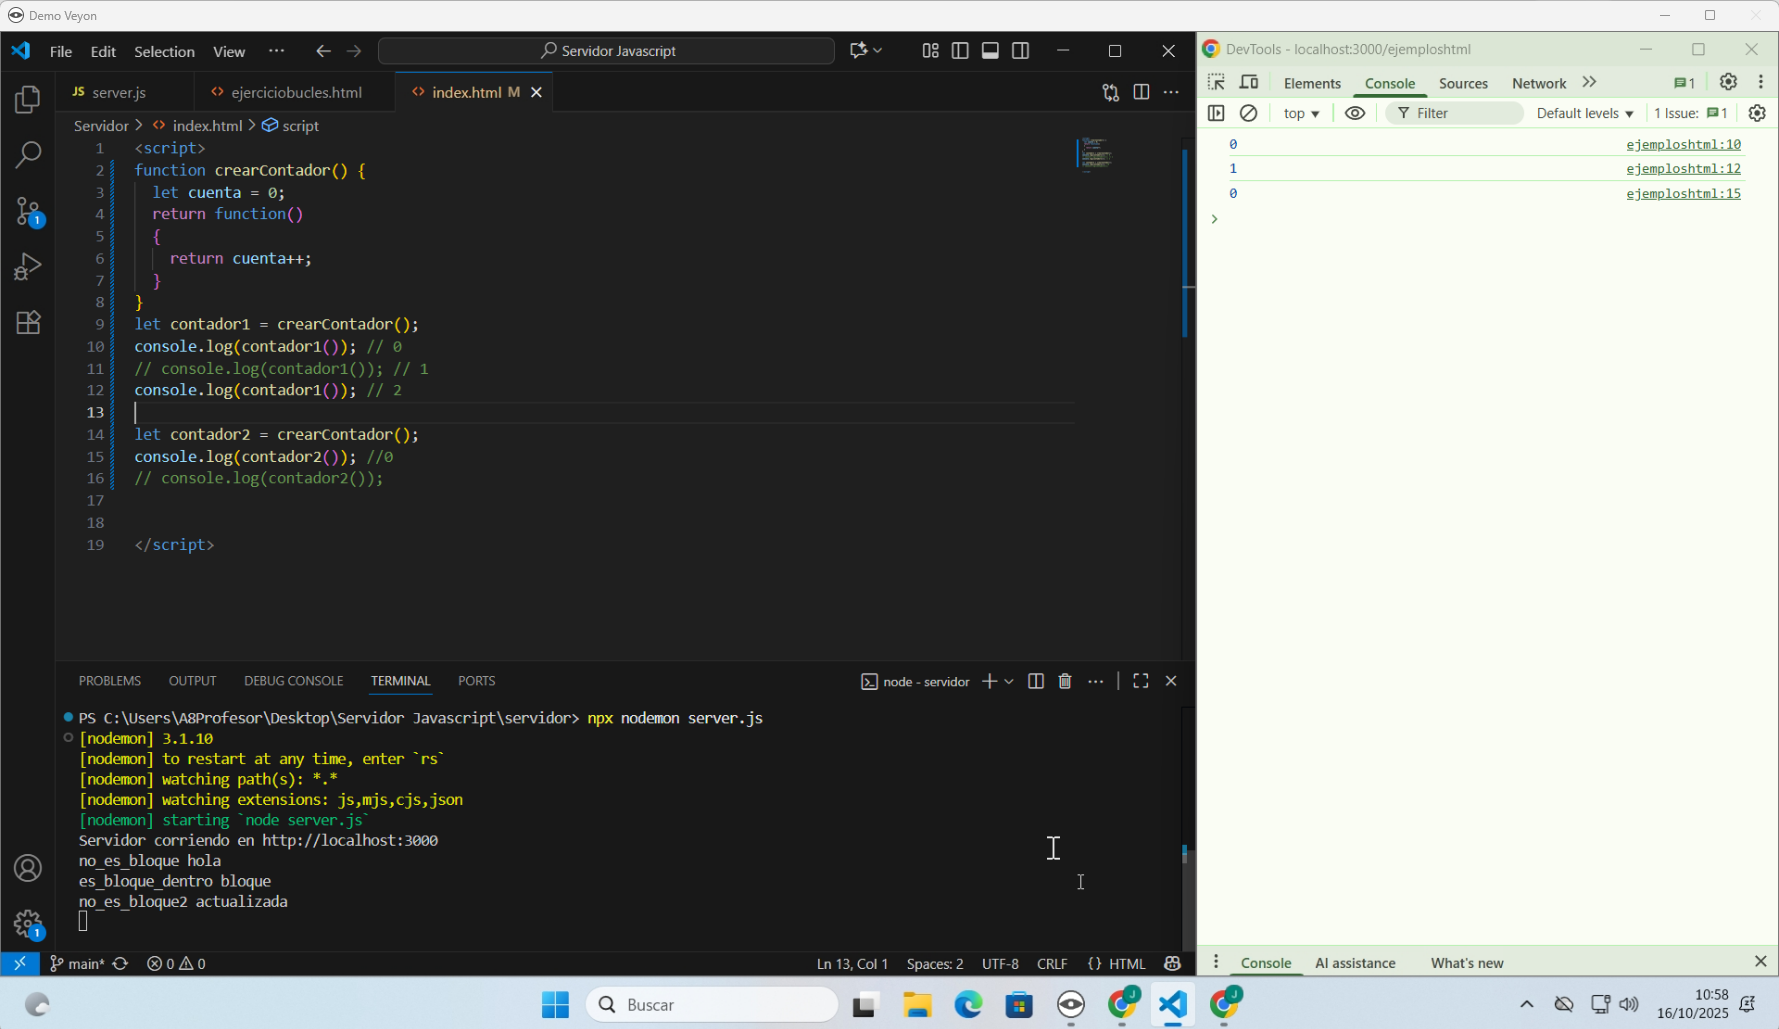 Demo Veyon
File Edit Selection View ··· Servidor Javascript
JS server.js <> ejerciciobucles.html <> index.html M
Servidor > <> index.html > script
1 <script>
2 function crearContador() {
3 let cuenta = 0;
4 return function()
5 {
6 return cuenta++;
7 }
8 }
9 let contador1 = crearContador();
10 console.log(contador1()); // 0
11 // console.log(contador1()); // 1
12 console.log(contador1()); // 2
13
14 let contador2 = crearContador();
15 console.log(contador2()); //0
16 // console.log(contador2());
17
18
19 </script>
PROBLEMS OUTPUT DEBUG CONSOLE TERMINAL PORTS node - servidor
PS C:\Users\A8Profesor\Desktop\Servidor Javascript\servidor> npx nodemon server.js
[nodemon] 3.1.10
[nodemon] to restart at any time, enter `rs`
[nodemon] watching path(s): *.*
[nodemon] watching extensions: js,mjs,cjs,json
[nodemon] starting `node server.js`
Servidor corriendo en http://localhost:3000
no_es_bloque hola
es_bloque_dentro bloque
no_es_bloque2 actualizada
1
1
main* 0 0 Ln 13, Col 1 Spaces: 2 UTF-8 CRLF {} HTML
DevTools - localhost:3000/ejemploshtml
Elements Console Sources Network >> 1
top Filter Default levels 1 Issue: 1
0 ejemploshtml:10
1 ejemploshtml:12
0 ejemploshtml:15
>
Console AI assistance What's new
Buscar J J 10:58
16/10/2025